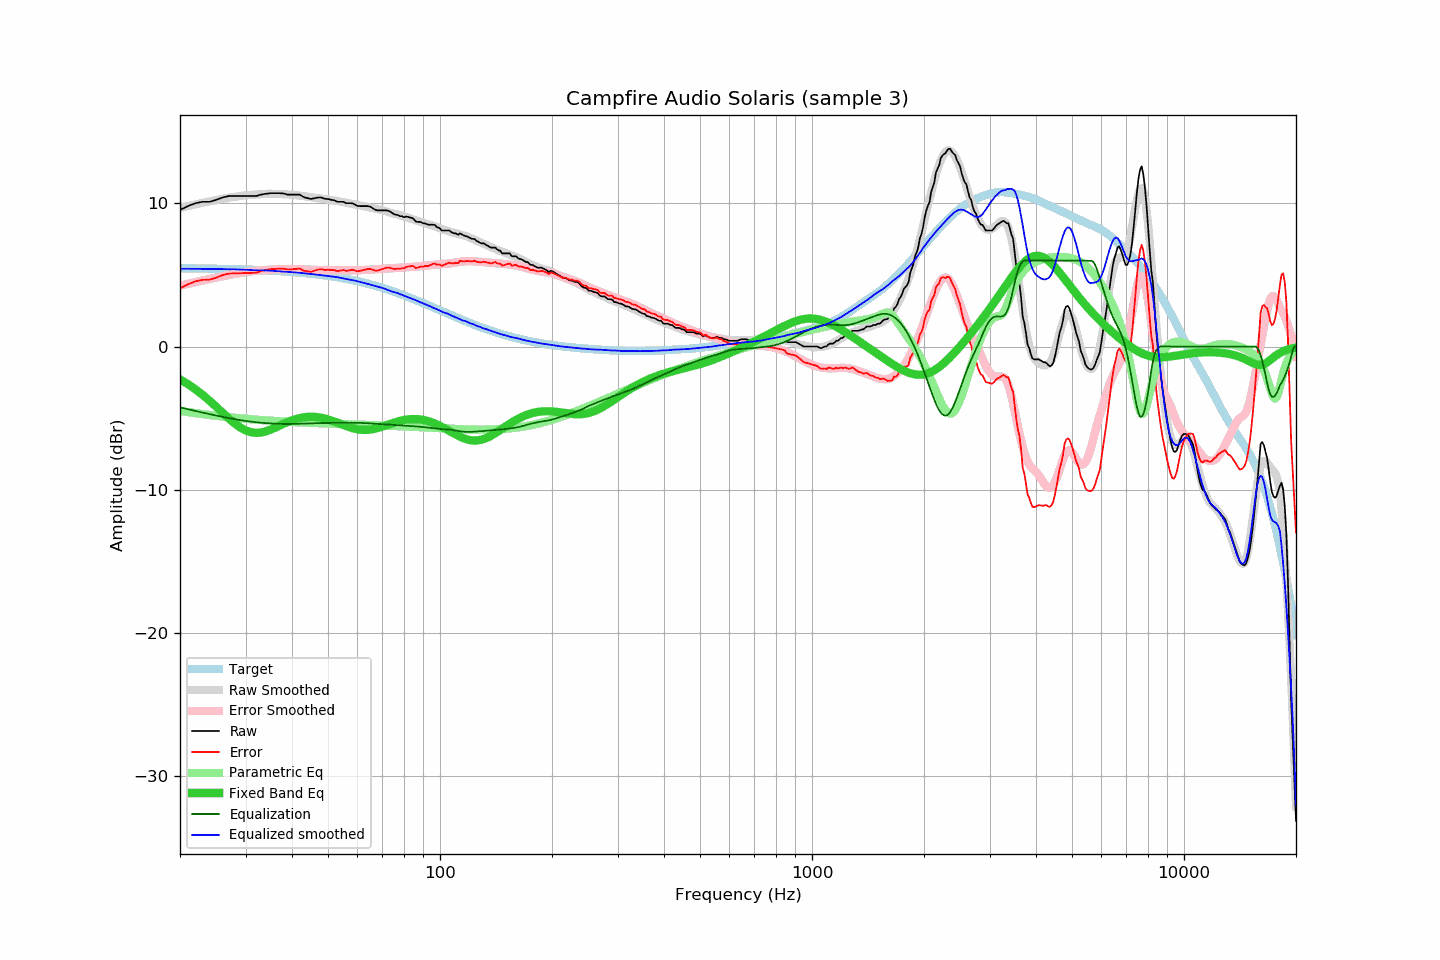 Campfire Audio Solaris (sample 3)
10
0
−10
−20
−30
Amplitude (dBr)
Target
Raw Smoothed
Error Smoothed
Raw
Error
Parametric Eq
Fixed Band Eq
Equalization
Equalized smoothed
100
1000
10000
Frequency (Hz)